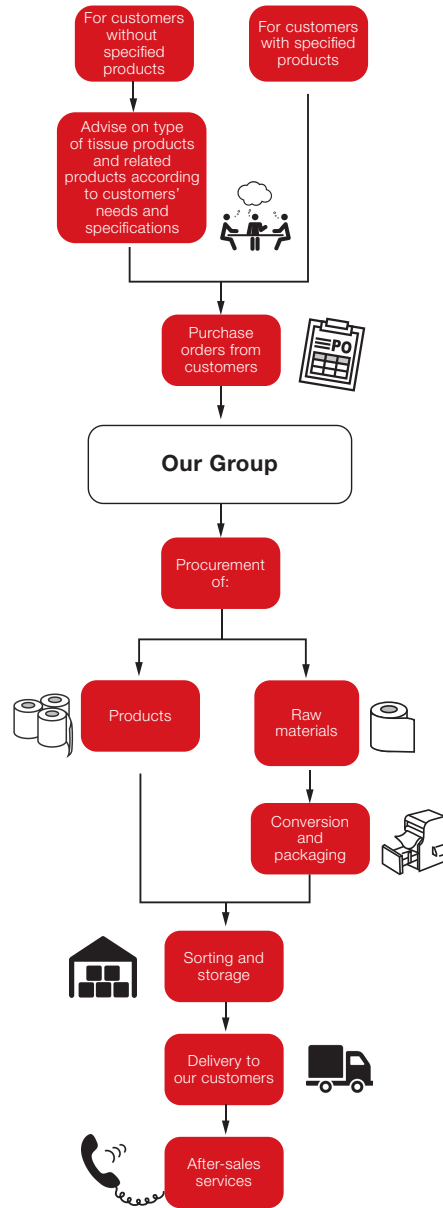 For customers
without
specified
products
For customers
with specified
products
Advise on type
of tissue products
and related
products according
to customers’
needs and
specifications
Purchase
orders from
customers
PO
Our Group
Procurement
of:
Products
Raw
materials
Conversion
and
packaging
Sorting and
storage
Delivery to
our customers
After-sales
services